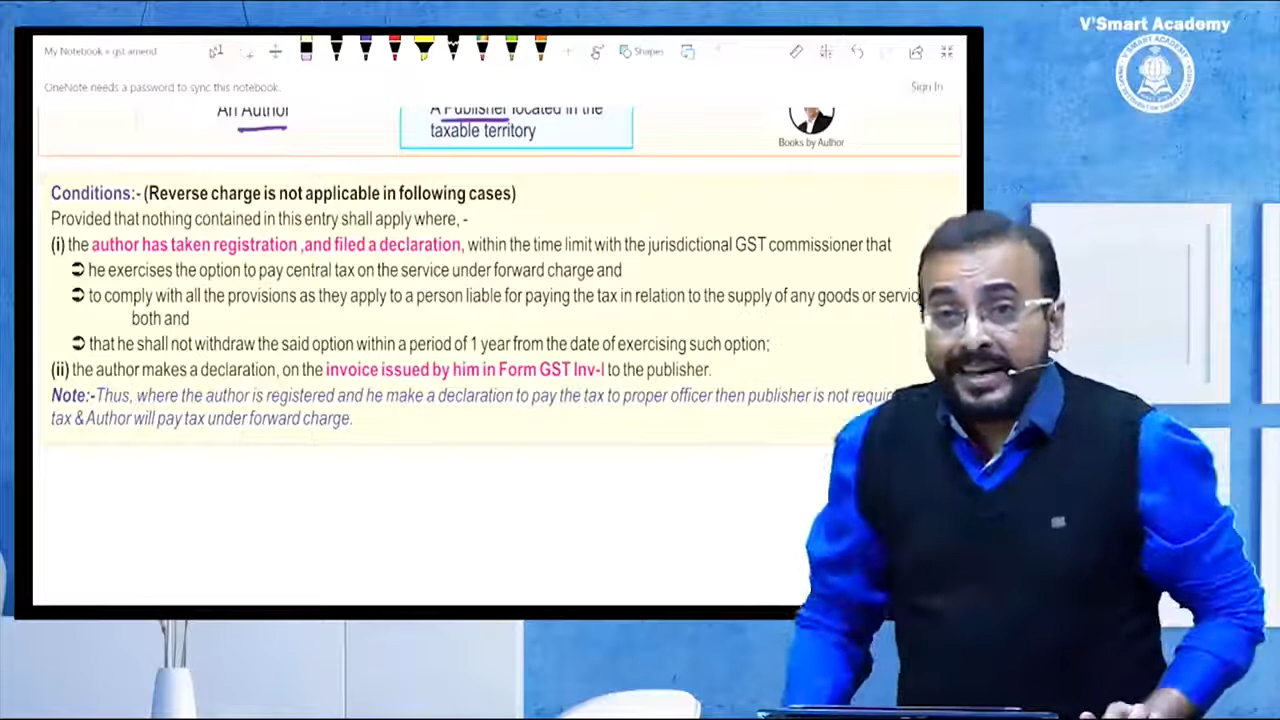 V'Smart Academy
My Notebook » gst amend
Shapes
OneNote needs a password to sync this notebook.
Sign In
An Author
A Publisher located in the
taxable territory
Books by Author
Conditions:- (Reverse charge is not applicable in following cases)
Provided that nothing contained in this entry shall apply where, -
(i) the author has taken registration ,and filed a declaration, within the time limit with the jurisdictional GST commissioner that
➲ he exercises the option to pay central tax on the service under forward charge and
➲ to comply with all the provisions as they apply to a person liable for paying the tax in relation to the supply of any goods or
both and
➲ that he shall not withdraw the said option within a period of 1 year from the date of exercising such option;
(ii) the author makes a declaration, on the invoice issued by him in Form GST Inv-I to the publisher.
Note:-Thus, where the author is registered and he make a declaration to pay the tax to proper officer then publisher is not
tax & Author will pay tax under forward charge.